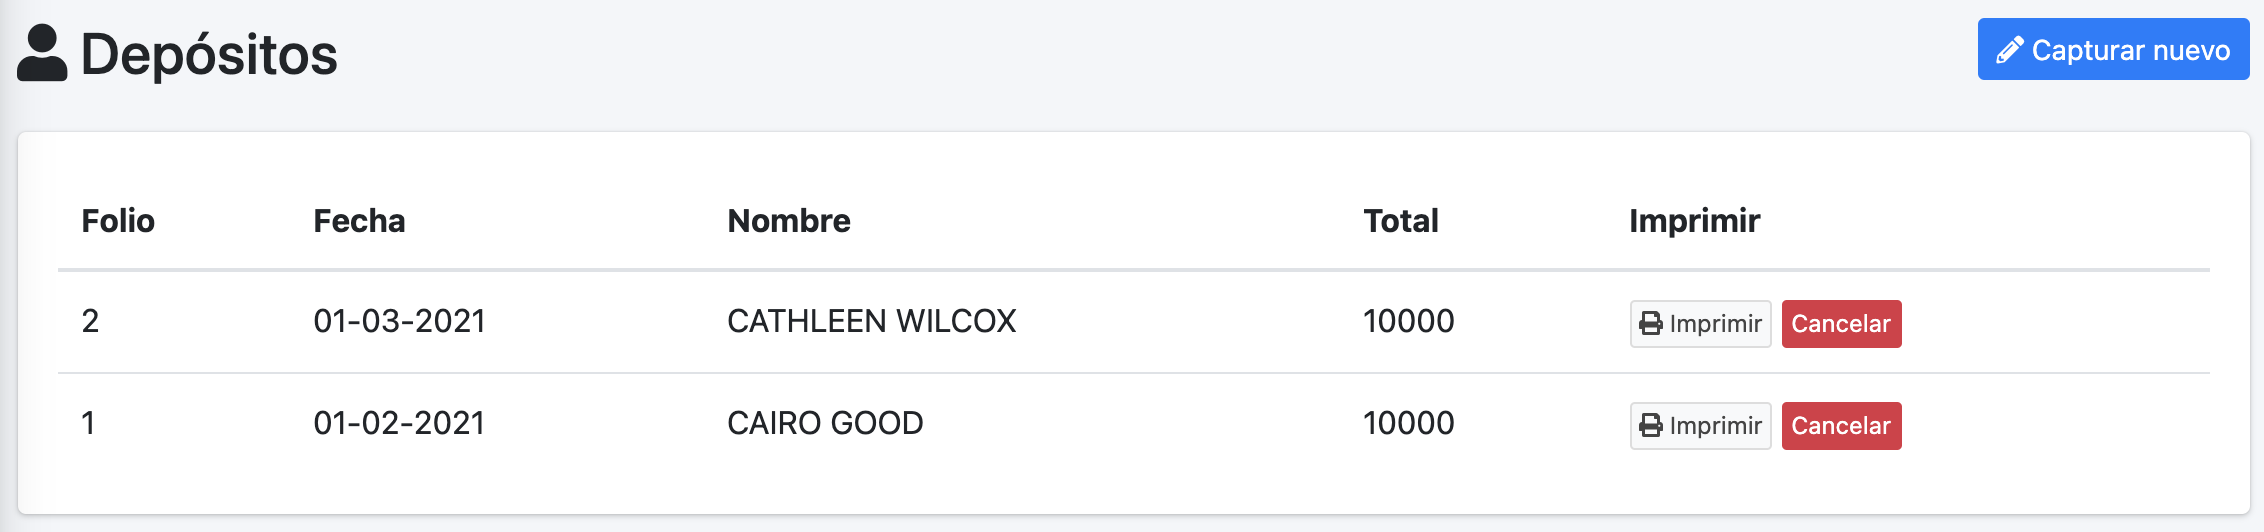 Depósitos
Capturar nuevo
Folio Fecha Nombre Total Imprimir
2 01-03-2021 CATHLEEN WILCOX 10000 Imprimir Cancelar
1 01-02-2021 CAIRO GOOD 10000 Imprimir Cancelar